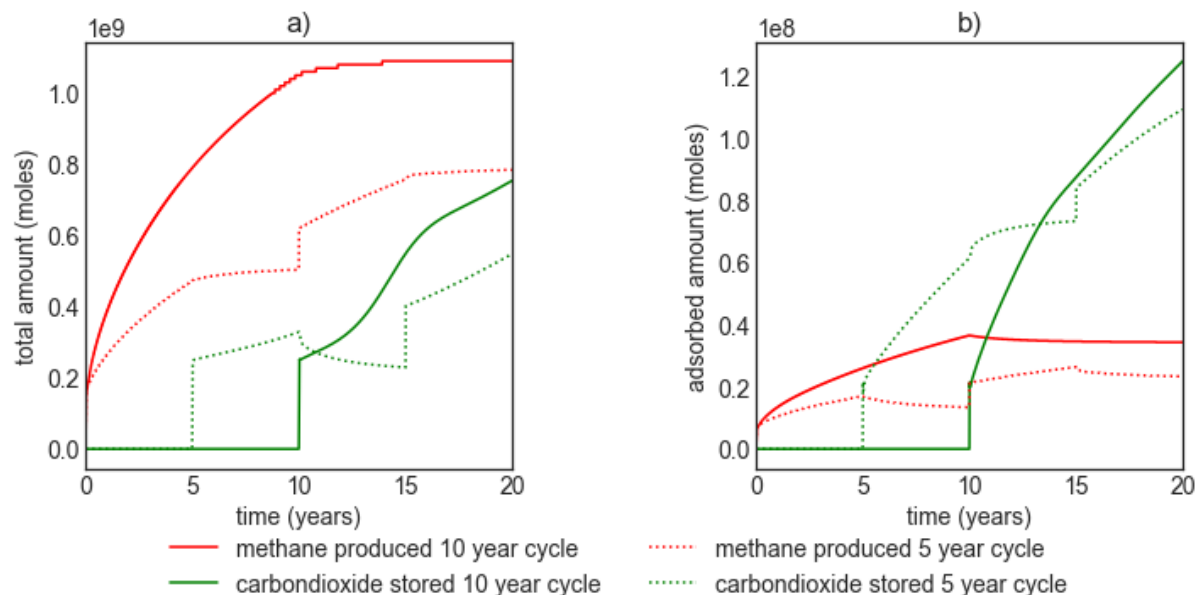 a)
1e9
total amount (moles)
1.0
0.8
0.6
0.4
0.2
0.0
0 5 10 15 20
time (years)
b)
1e8
adsorbed amount (moles)
1.2
1.0
0.8
0.6
0.4
0.2
0.0
0 5 10 15 20
time (years)
methane produced 10 year cycle
carbondioxide stored 10 year cycle
methane produced 5 year cycle
carbondioxide stored 5 year cycle